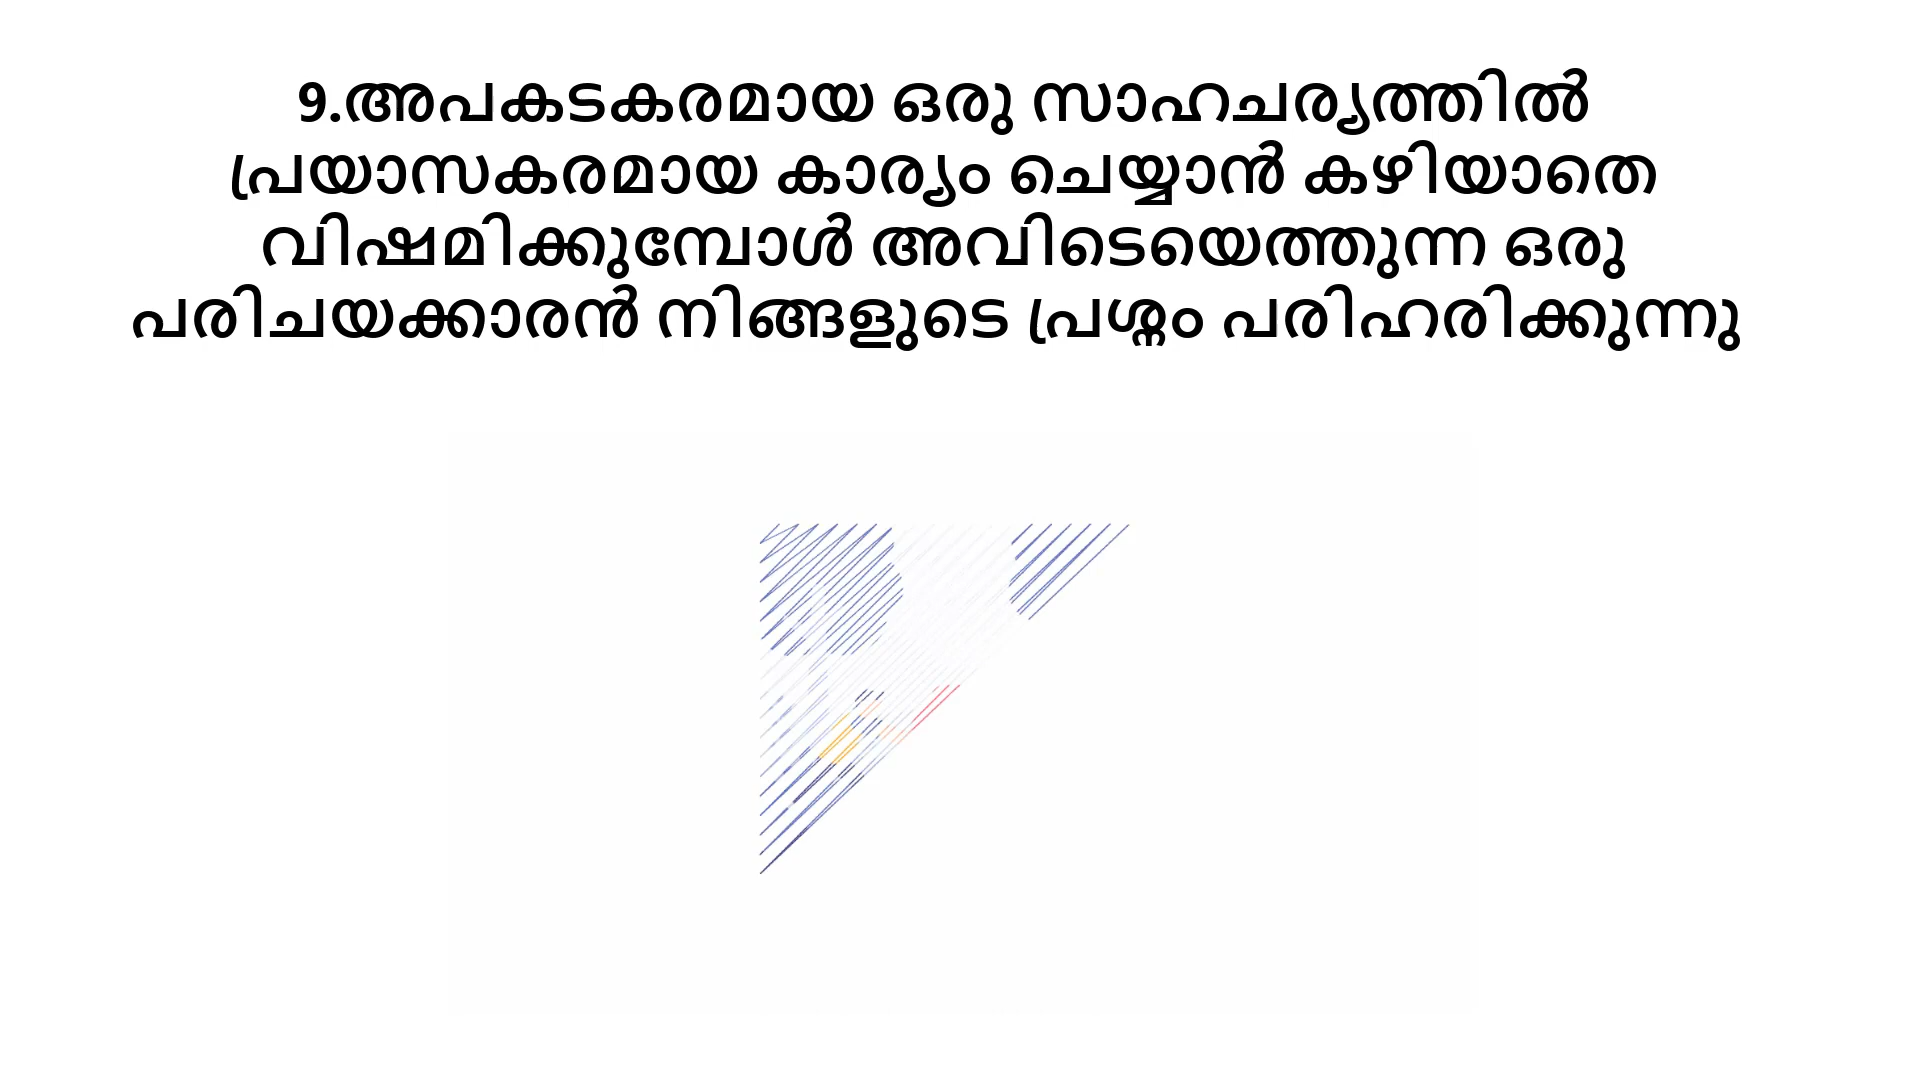 9.അപകടകരമായ ഒരു സാഹചര്യത്തിൽ
പ്രയാസകരമായ കാര്യം ചെയ്യാൻ കഴിയാതെ
വിഷമിക്കുമ്പോൾ അവിടെയെത്തുന്ന ഒരു
പരിചയക്കാരൻ നിങ്ങളുടെ പ്രശ്നം പരിഹരിക്കുന്നു